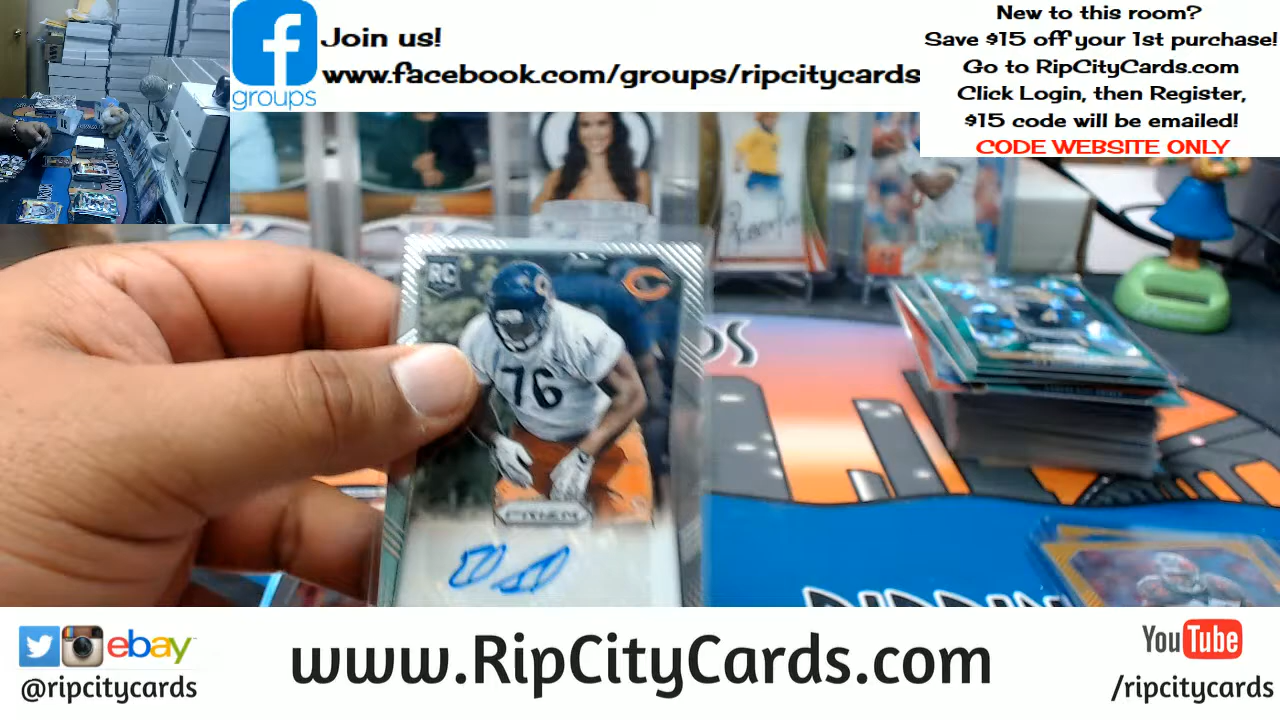 f
groups
Join us!
www.facebook.com/groups/ripcitycards
New to this room?
Save $15 off your 1st purchase!
Go to RipCityCards.com
Click Login, then Register,
$15 code will be emailed!
CODE WEBSITE ONLY
RC
C
76
PRIZM
ebay
@ripcitycards
www.RipCityCards.com
YouTube
/ripcitycards